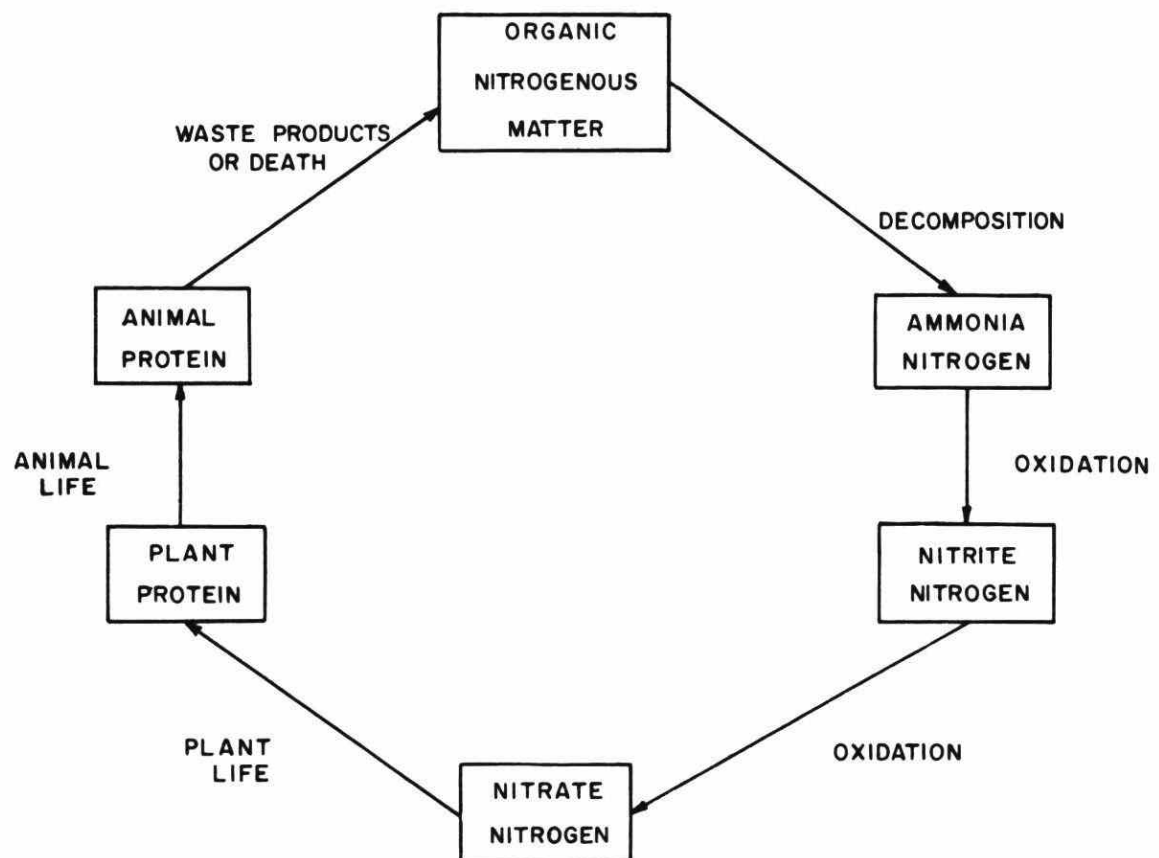 ORGANIC
NITROGENOUS
MATTER
WASTE PRODUCTS
OR DEATH
DECOMPOSITION
ANIMAL
PROTEIN
AMMONIA
NITROGEN
ANIMAL
LIFE
OXIDATION
PLANT
PROTEIN
NITRITE
NITROGEN
PLANT
LIFE
OXIDATION
NITRATE
NITROGEN